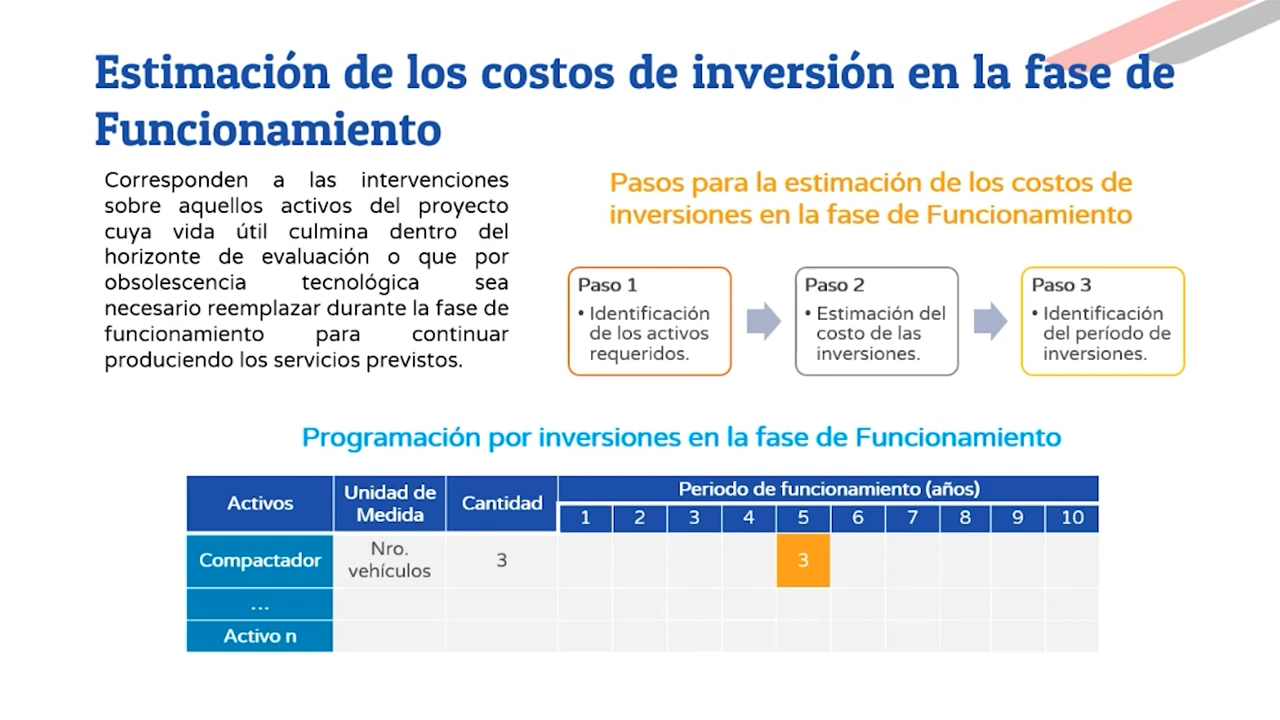 Estimación de los costos de inversión en la fase de
Funcionamiento
Corresponden a las intervenciones
sobre aquellos activos del proyecto
cuya vida útil culmina dentro del
horizonte de evaluación o que por
obsolescencia tecnológica sea
necesario reemplazar durante la fase de
funcionamiento para continuar
produciendo los servicios previstos.
Pasos para la estimación de los costos de
inversiones en la fase de Funcionamiento
Paso 1
• Identificación
de los activos
requeridos.
Paso 2
• Estimación del
costo de las
inversiones.
Paso 3
• Identificación
del período de
inversiones.
Programación por inversiones en la fase de Funcionamiento
Activos
Unidad de
Medida
Cantidad
Periodo de funcionamiento (años)
1 2 3 4 5 6 7 8 9 10
Compactador
Nro.
vehículos
3
3
...
Activo n